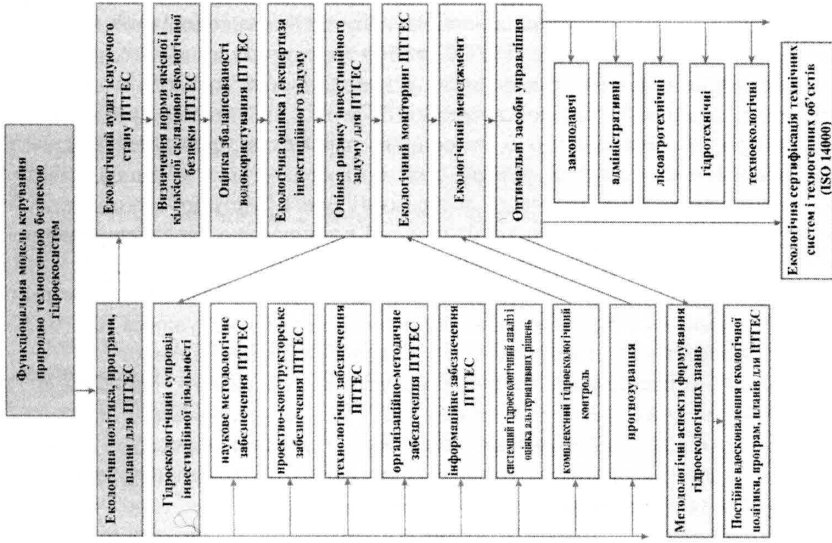 Функціональна модель керування
природно техногенною безпекою
гідроекосистем
Екологічна політика, програми,
плани для ПТГЕС
Гідроекологічний супровід
інвестиційної діяльності
наукове методологічне
забезпечення ПТГЕС
проектно-конструкторське
забезпечення ПТГЕС
технологічне забезпечення
ПТГЕС
організаційно-методичне
забезпечення ПТГЕС
інформаційне забезпечення
ПТГЕС
системний гідроекологічний аналіз і
оцінка альтернативних рішень
комплексний гідроекологічний
контроль
прогнозування
Методологічні аспекти формування
гідроекологічних знань
Постійне вдосконалення екологічної
політики, програм, планів для ПТГЕС
Екологічний аудит існуючого
стану ПТГЕС
Визначення норми якісної і
кількісної складової екологічної
безпеки ПТГЕС
Оцінка збалансованості
водокористування ПТГЕС
Екологічна оцінка і експертиза
інвестиційного задуму
Оцінка ризику інвестиційного
задуму для ПТГЕС
Екологічний моніторинг ПТГЕС
Екологічний менеджмент
Оптимальні засоби управління
законодавчі
адміністративні
лісоагротехнічні
гідротехнічні
техноекологічні
Екологічна сертифікація технічних
систем і техногенних об'єктів
(ISO 14000)